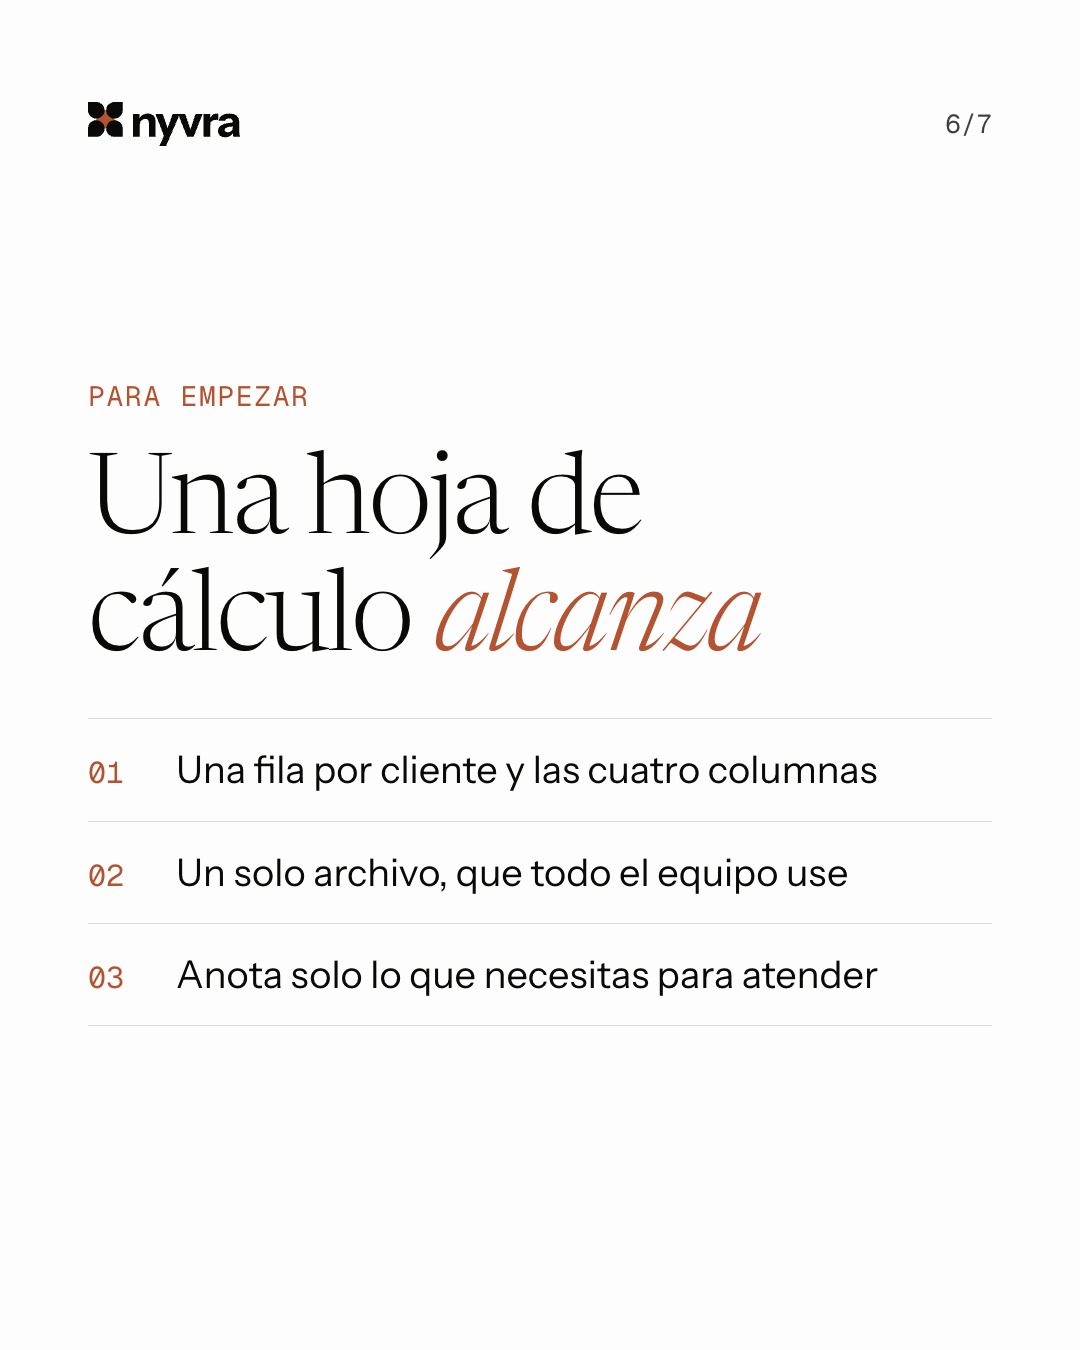 nyvra
6/7
PARA EMPEZAR
Una hoja de
cálculo alcanza
01 Una fila por cliente y las cuatro columnas
02 Un solo archivo, que todo el equipo use
03 Anota solo lo que necesitas para atender